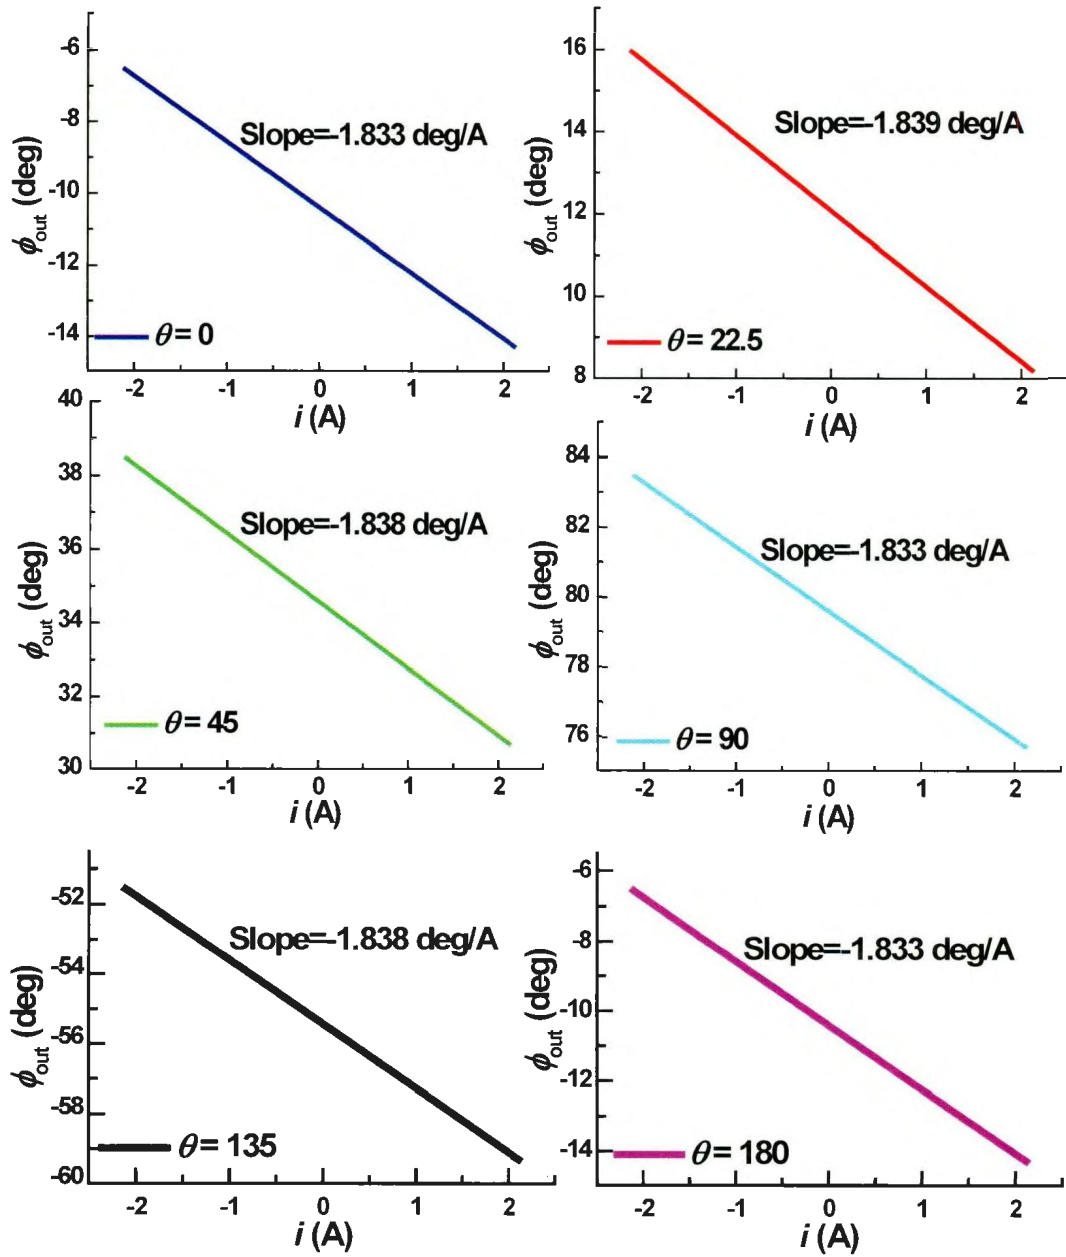 -6
-8
-10
-12
-14
ϕout (deg)
Slope=-1.833 deg/A
θ= 0
-2 -1 0 1 2
i (A)
16
14
12
10
8
ϕout (deg)
Slope=-1.839 deg/A
θ= 22.5
-2 -1 0 1 2
i (A)
40
38
36
34
32
30
ϕout (deg)
Slope=-1.838 deg/A
θ= 45
-2 -1 0 1 2
i (A)
84
82
80
78
76
ϕout (deg)
Slope=-1.833 deg/A
θ= 90
-2 -1 0 1 2
i (A)
-52
-54
-56
-58
-60
ϕout (deg)
Slope=-1.838 deg/A
θ= 135
-2 -1 0 1 2
i (A)
-6
-8
-10
-12
-14
ϕout (deg)
Slope=-1.833 deg/A
θ= 180
-2 -1 0 1 2
i (A)